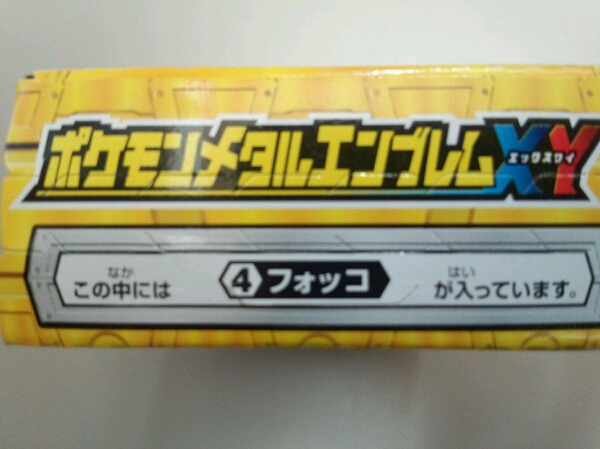 ポケモンメタルエンブレムXY
エックスワイ
なか はい
この中には 4 フォッコ が入っています。